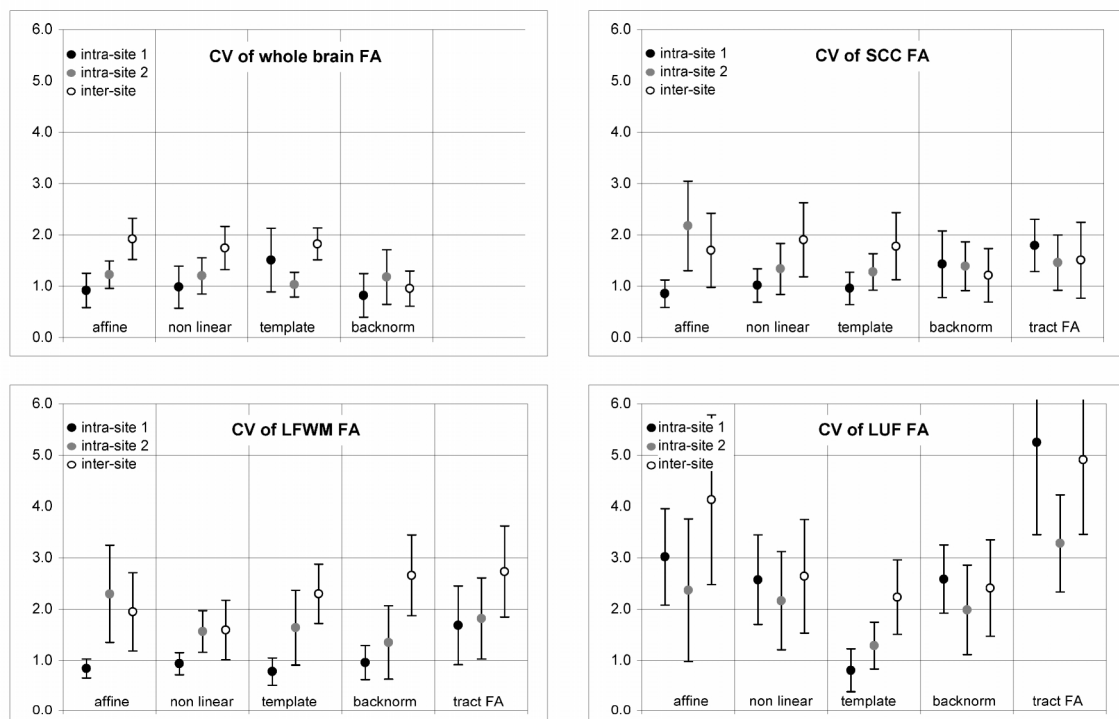 CV of whole brain FA
6.0
5.0
4.0
3.0
2.0
1.0
0.0
intra-site 1
intra-site 2
inter-site
affine non linear template backnorm
CV of SCC FA
6.0
5.0
4.0
3.0
2.0
1.0
0.0
intra-site 1
intra-site 2
inter-site
affine non linear template backnorm tract FA
CV of LFWM FA
6.0
5.0
4.0
3.0
2.0
1.0
0.0
intra-site 1
intra-site 2
inter-site
affine non linear template backnorm tract FA
CV of LUF FA
6.0
5.0
4.0
3.0
2.0
1.0
0.0
intra-site 1
intra-site 2
inter-site
affine non linear template backnorm tract FA